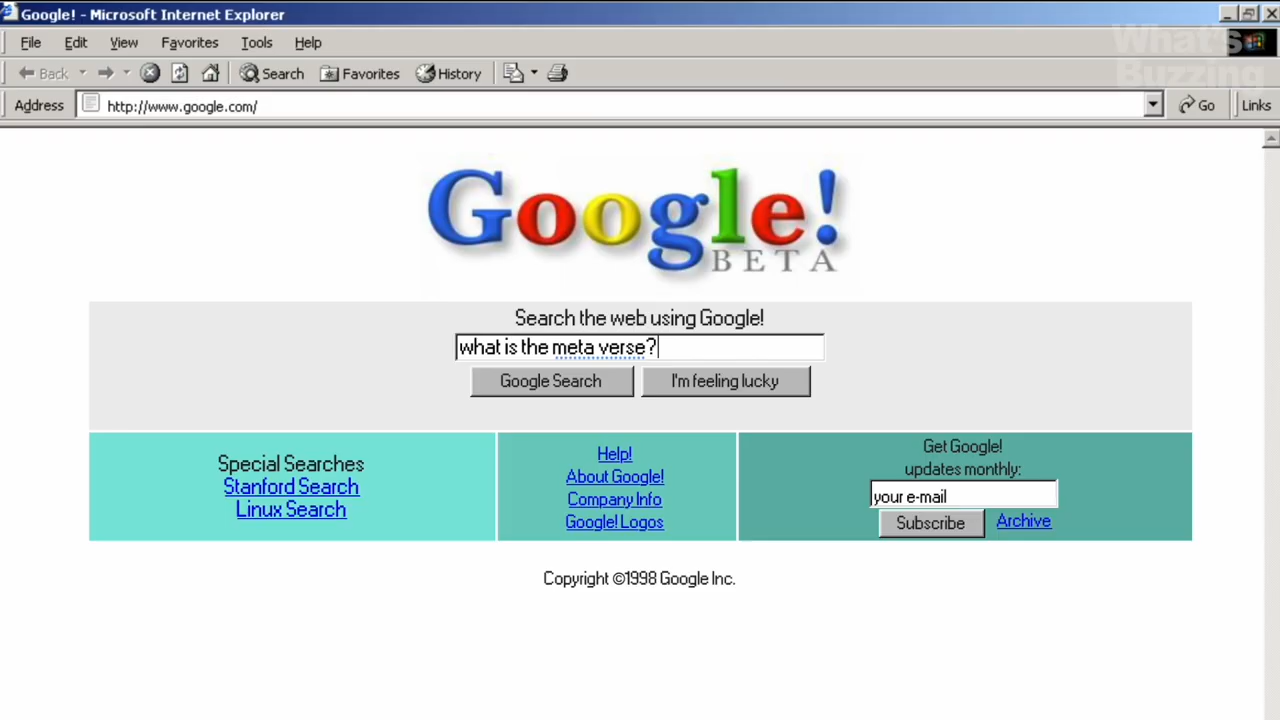 Google! - Microsoft Internet Explorer
File Edit View Favorites Tools Help
What's Buzzing
Back Search Favorites History
Address http://www.google.com/ Go Links
Google!
BETA
Search the web using Google!
what is the meta verse?
Google Search I'm feeling lucky
Special Searches
Stanford Search
Linux Search
Help!
About Google!
Company Info
Google! Logos
Get Google!
updates monthly:
your e-mail
Subscribe Archive
Copyright ©1998 Google Inc.